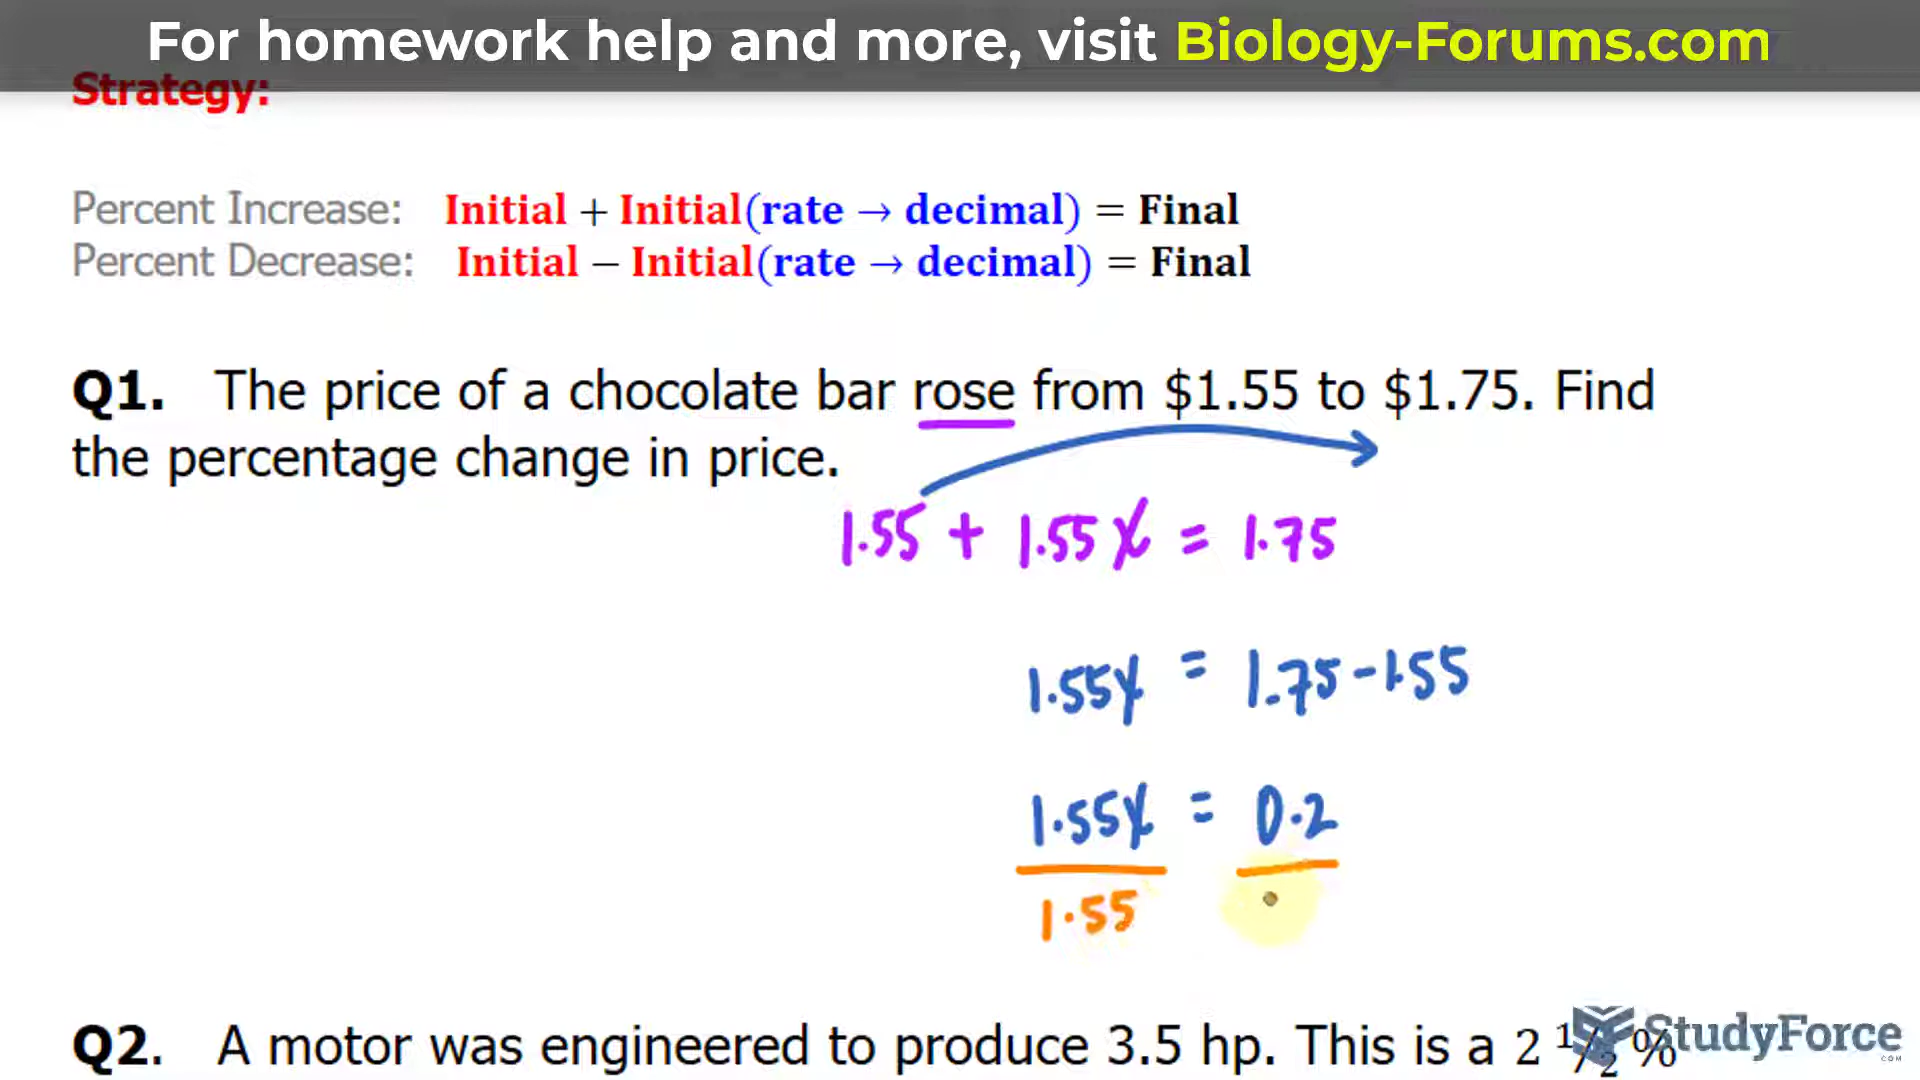 For homework help and more, visit Biology-Forums.com
Strategy:
Percent Increase: Initial + Initial(rate → decimal) = Final
Percent Decrease: Initial − Initial(rate → decimal) = Final
Q1. The price of a chocolate bar rose from $1.55 to $1.75. Find
the percentage change in price.
1.55 + 1.55x = 1.75
1.55x = 1.75-1.55
1.55x = 0.2
1.55
Q2. A motor was engineered to produce 3.5 hp. This is a 2 1/2 %
StudyForce
.COM